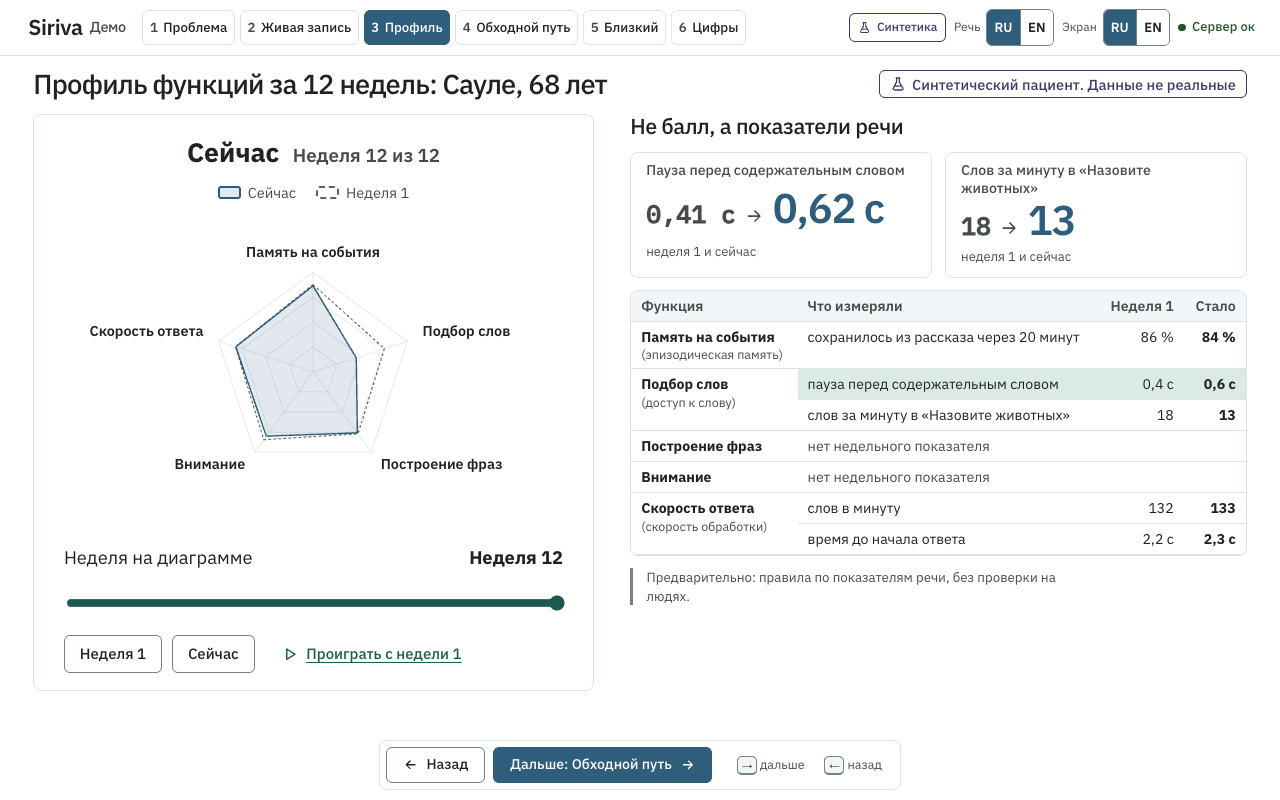 Siriva Демо 1 Проблема 2 Живая запись 3 Профиль 4 Обходной путь 5 Близкий 6 Цифры Синтетика Речь RU EN Экран RU EN Сервер ок
Профиль функций за 12 недель: Сауле, 68 лет
Синтетический пациент. Данные не реальные
Сейчас Неделя 12 из 12
Сейчас Неделя 1
Память на события
Скорость ответа
Подбор слов
Внимание
Построение фраз
Неделя на диаграмме
Неделя 12
Неделя 1 Сейчас Проиграть с недели 1
Не балл, а показатели речи
Пауза перед содержательным словом
0,41 с → 0,62 с
неделя 1 и сейчас
Слов за минуту в «Назовите
животных»
18 → 13
неделя 1 и сейчас
Функция Что измеряли Неделя 1 Стало
Память на события сохранилось из рассказа через 20 минут 86 % 84 %
(эпизодическая память)
Подбор слов пауза перед содержательным словом 0,4 с 0,6 с
(доступ к слову)
слов за минуту в «Назовите животных» 18 13
Построение фраз нет недельного показателя
Внимание нет недельного показателя
Скорость ответа слов в минуту 132 133
(скорость обработки)
время до начала ответа 2,2 с 2,3 с
Предварительно: правила по показателям речи, без проверки на
людях.
← Назад Дальше: Обходной путь → → дальше ← назад